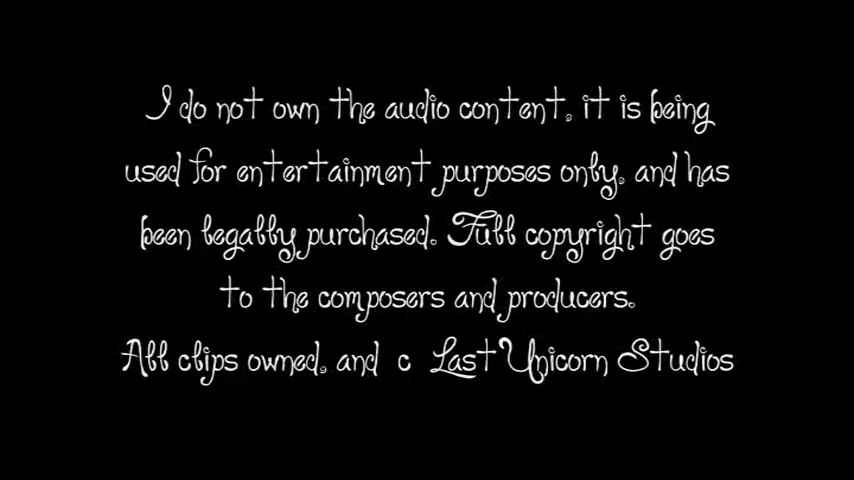 I do not own the audio content, it is being
used for entertainment purposes only, and has
been legally purchased. Full copyright goes
to the composers and producers.
All clips owned, and c Last Unicorn Studios